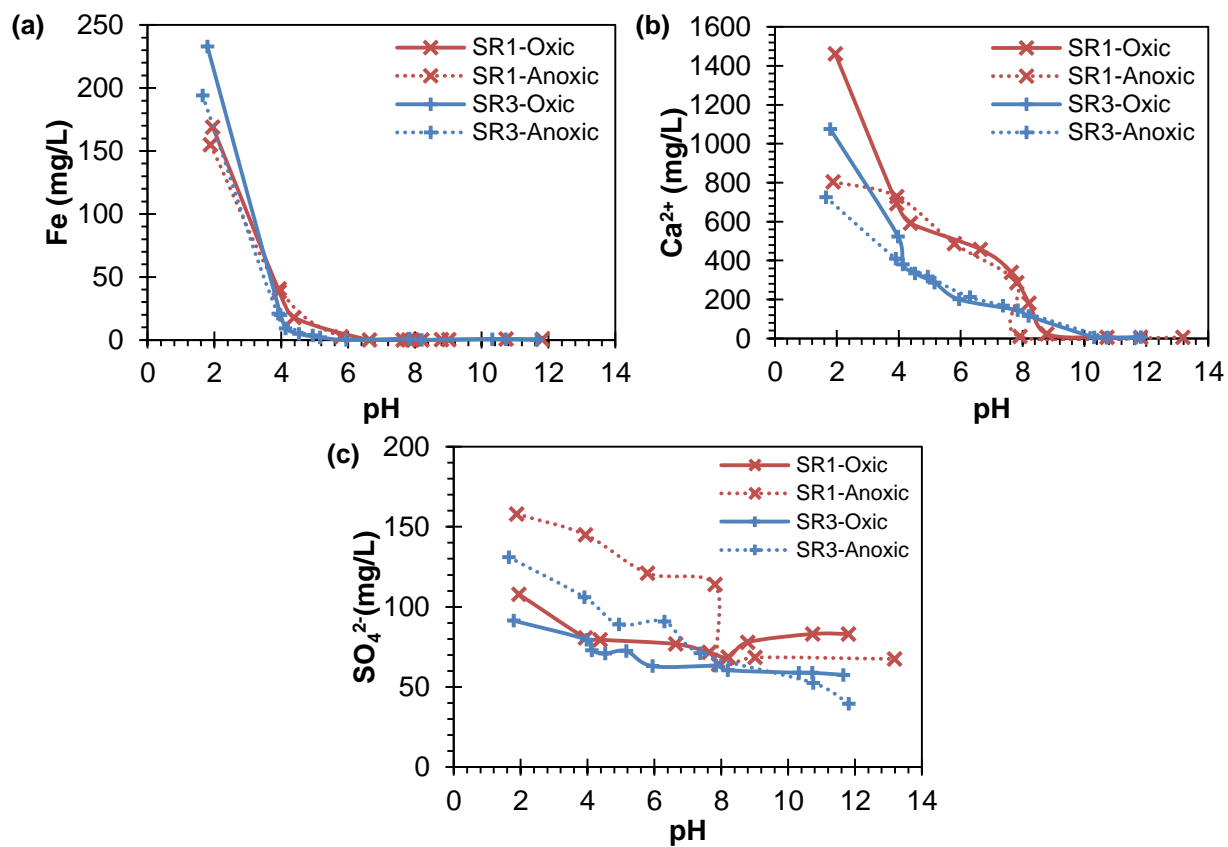 (a)
250
200
150
100
50
0
Fe (mg/L)
0 2 4 6 8 10 12 14
pH
SR1-Oxic
SR1-Anoxic
SR3-Oxic
SR3-Anoxic
(b)
1600
1400
1200
1000
800
600
400
200
0
Ca²⁺ (mg/L)
0 2 4 6 8 10 12 14
pH
SR1-Oxic
SR1-Anoxic
SR3-Oxic
SR3-Anoxic
(c)
200
150
100
50
0
SO₄²⁻(mg/L)
0 2 4 6 8 10 12 14
pH
SR1-Oxic
SR1-Anoxic
SR3-Oxic
SR3-Anoxic